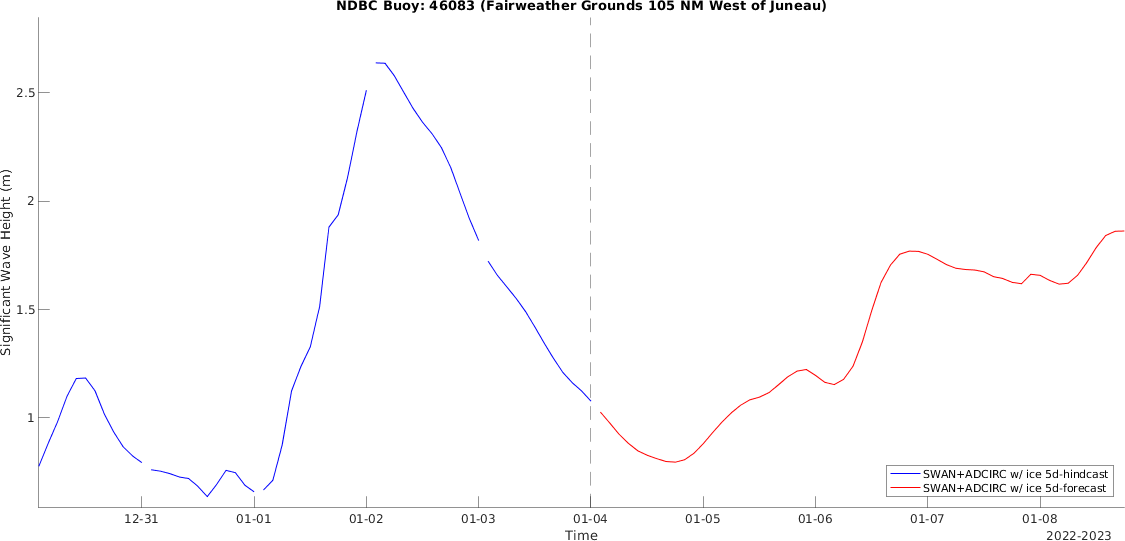 NDBC Buoy: 46083 (Fairweather Grounds 105 NM West of Juneau)
Significant Wave Height (m)
2.5
2
1.5
1
SWAN+ADCIRC w/ ice 5d-hindcast
SWAN+ADCIRC w/ ice 5d-forecast
12-31 01-01 01-02 01-03 01-04 01-05 01-06 01-07 01-08
Time
2022-2023